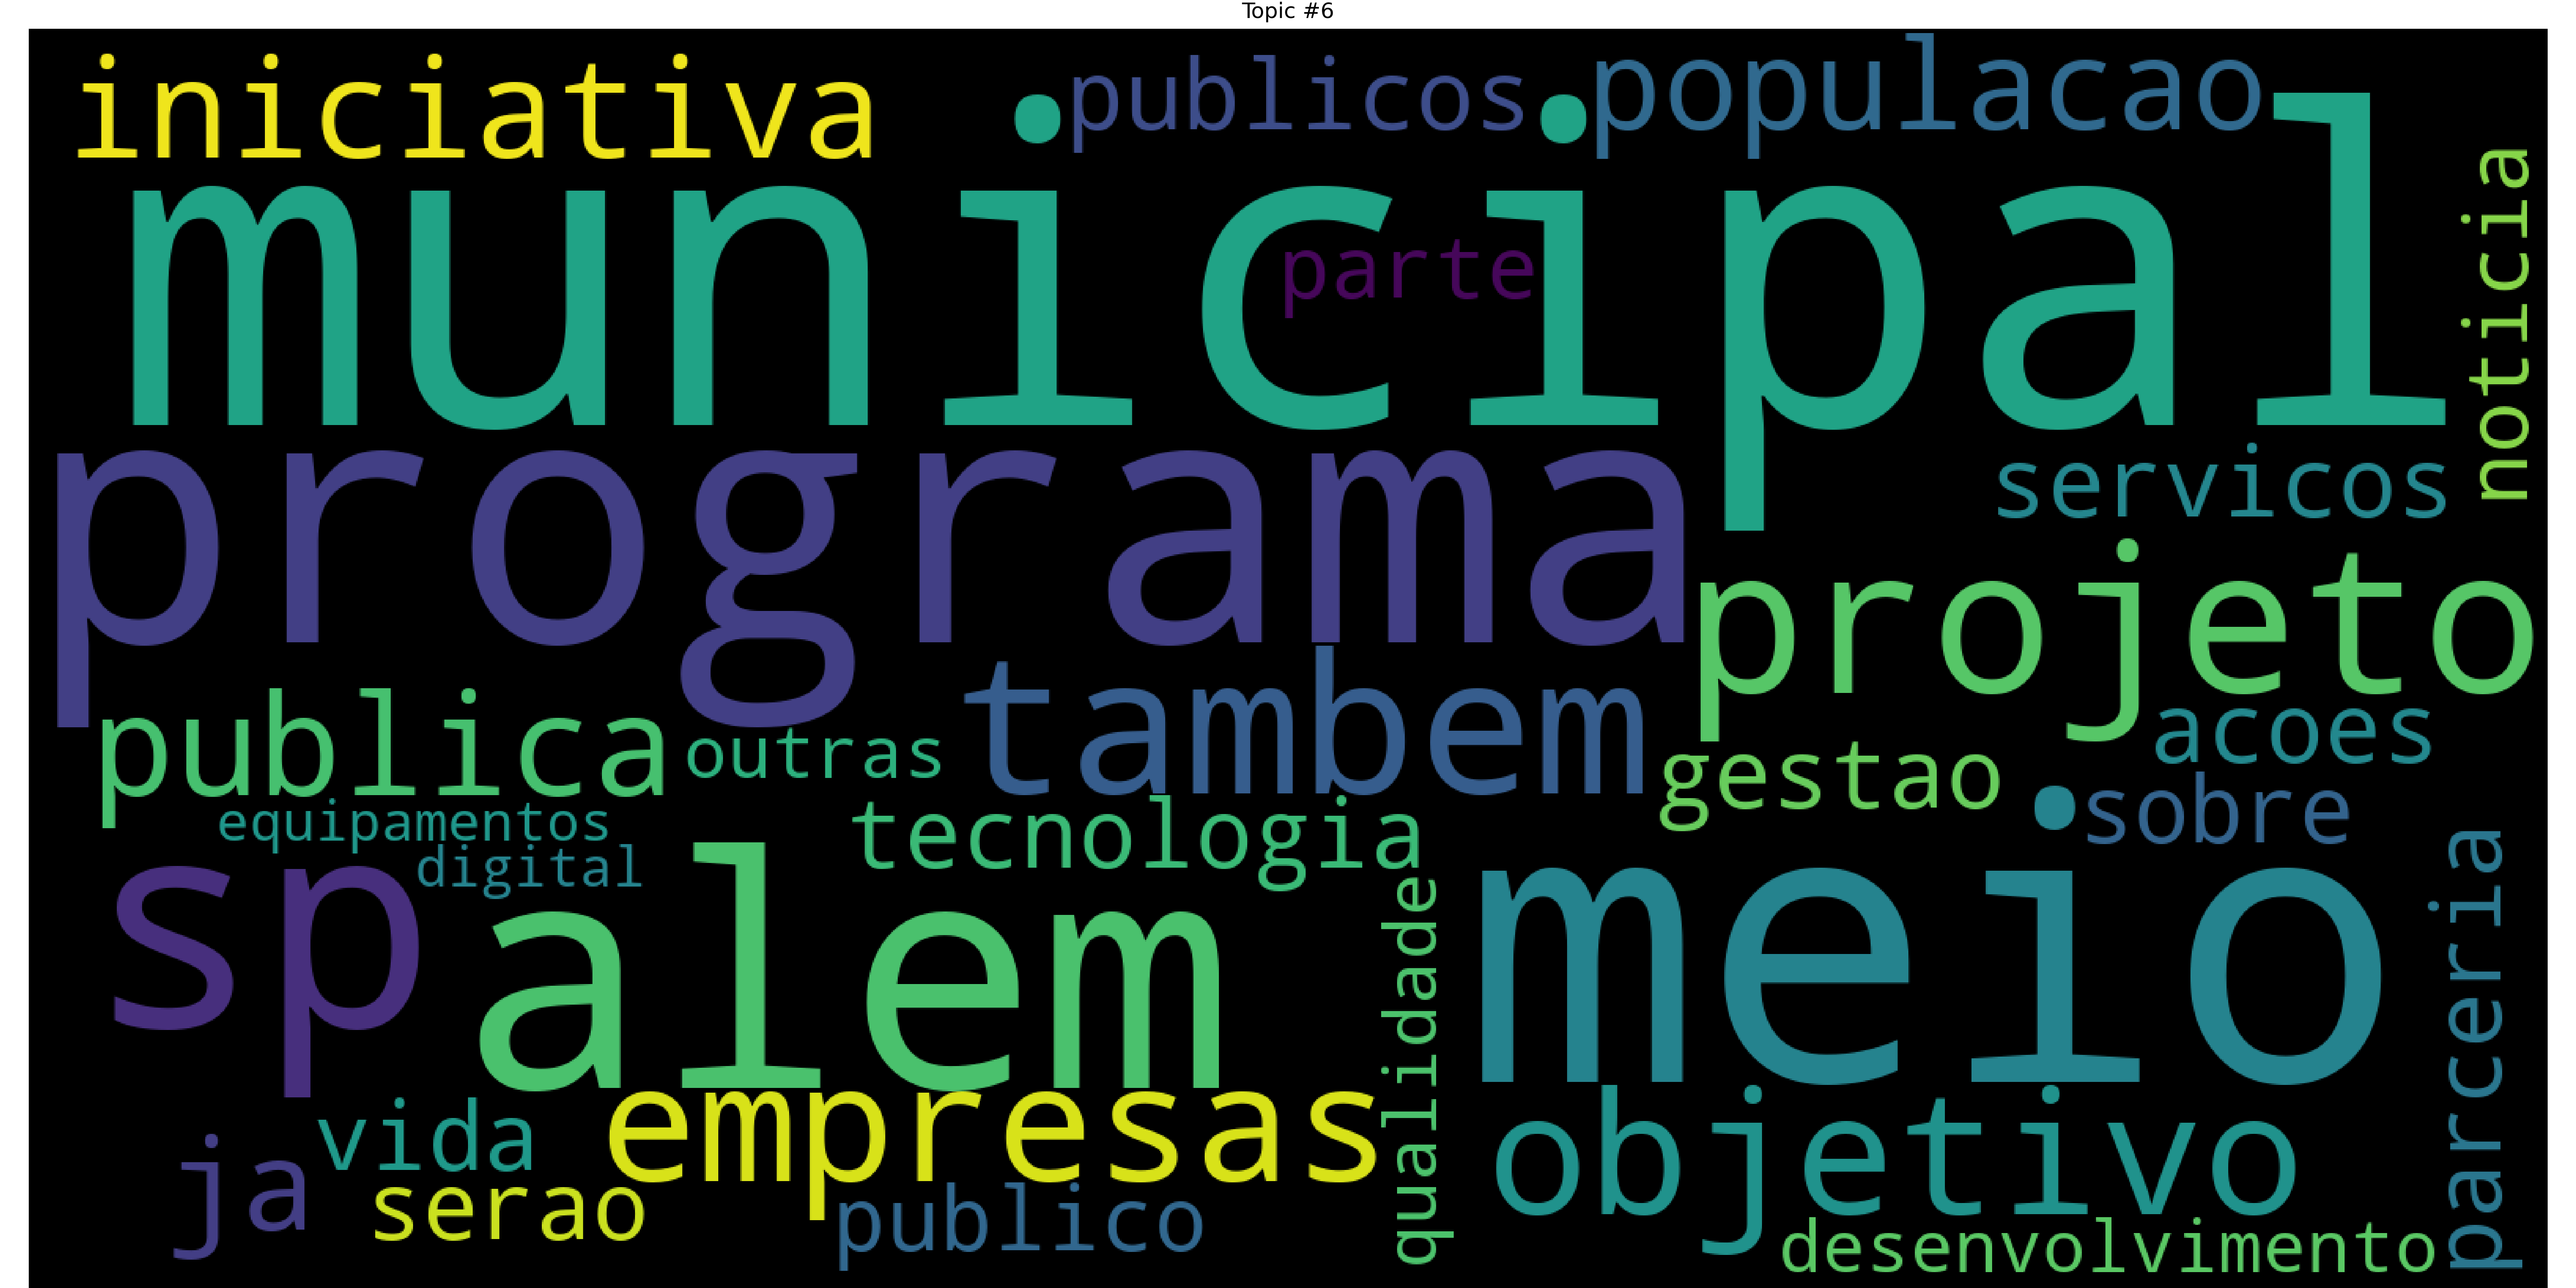 Topic #6
iniciativa
publicos
populacao
municipal
parte
noticia
programa
servicos
projeto
publica
outras
tambem
gestao
acoes
equipamentos
digital
tecnologia
sobre
sp
alem
qualidade
meio
parceria
vida
ja
serao
empresas
publico
objetivo
desenvolvimento